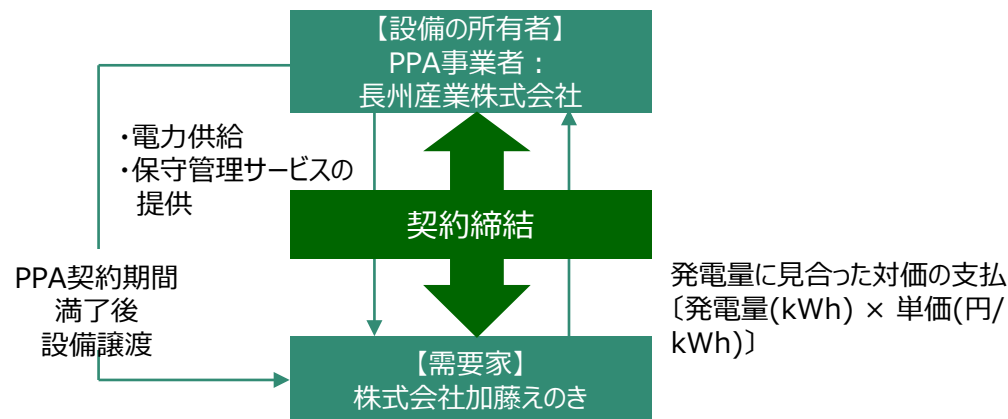 【設備の所有者】
PPA事業者：
長州産業株式会社
・電力供給
・保守管理サービスの
提供
契約締結
PPA契約期間
満了後
設備譲渡
発電量に見合った対価の支払
〔発電量(kWh) × 単価(円/
kWh)〕
【需要家】
株式会社加藤えのき